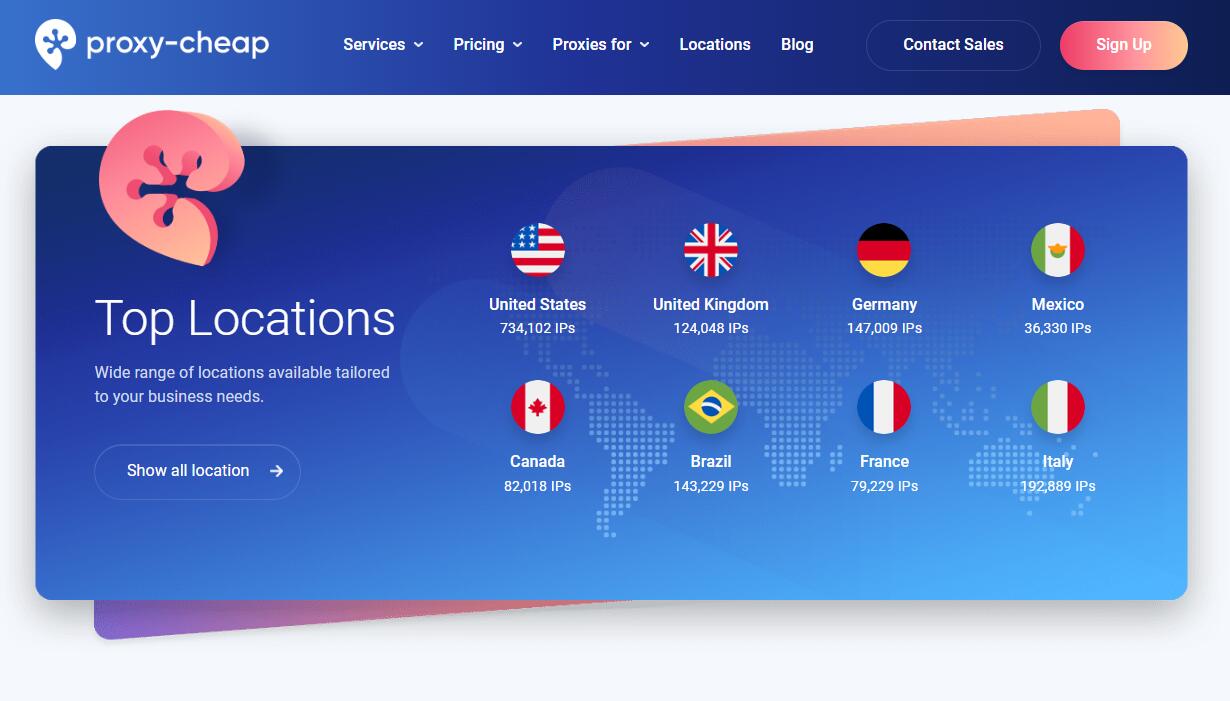 proxy-cheap
Services
Pricing
Proxies for
Locations
Blog
Contact Sales
Sign Up
Top Locations
Wide range of locations available tailored
to your business needs.
Show all location
United States
734,102 IPs
United Kingdom
124,048 IPs
Germany
147,009 IPs
Mexico
36,330 IPs
Canada
82,018 IPs
Brazil
143,229 IPs
France
79,229 IPs
Italy
192,889 IPs